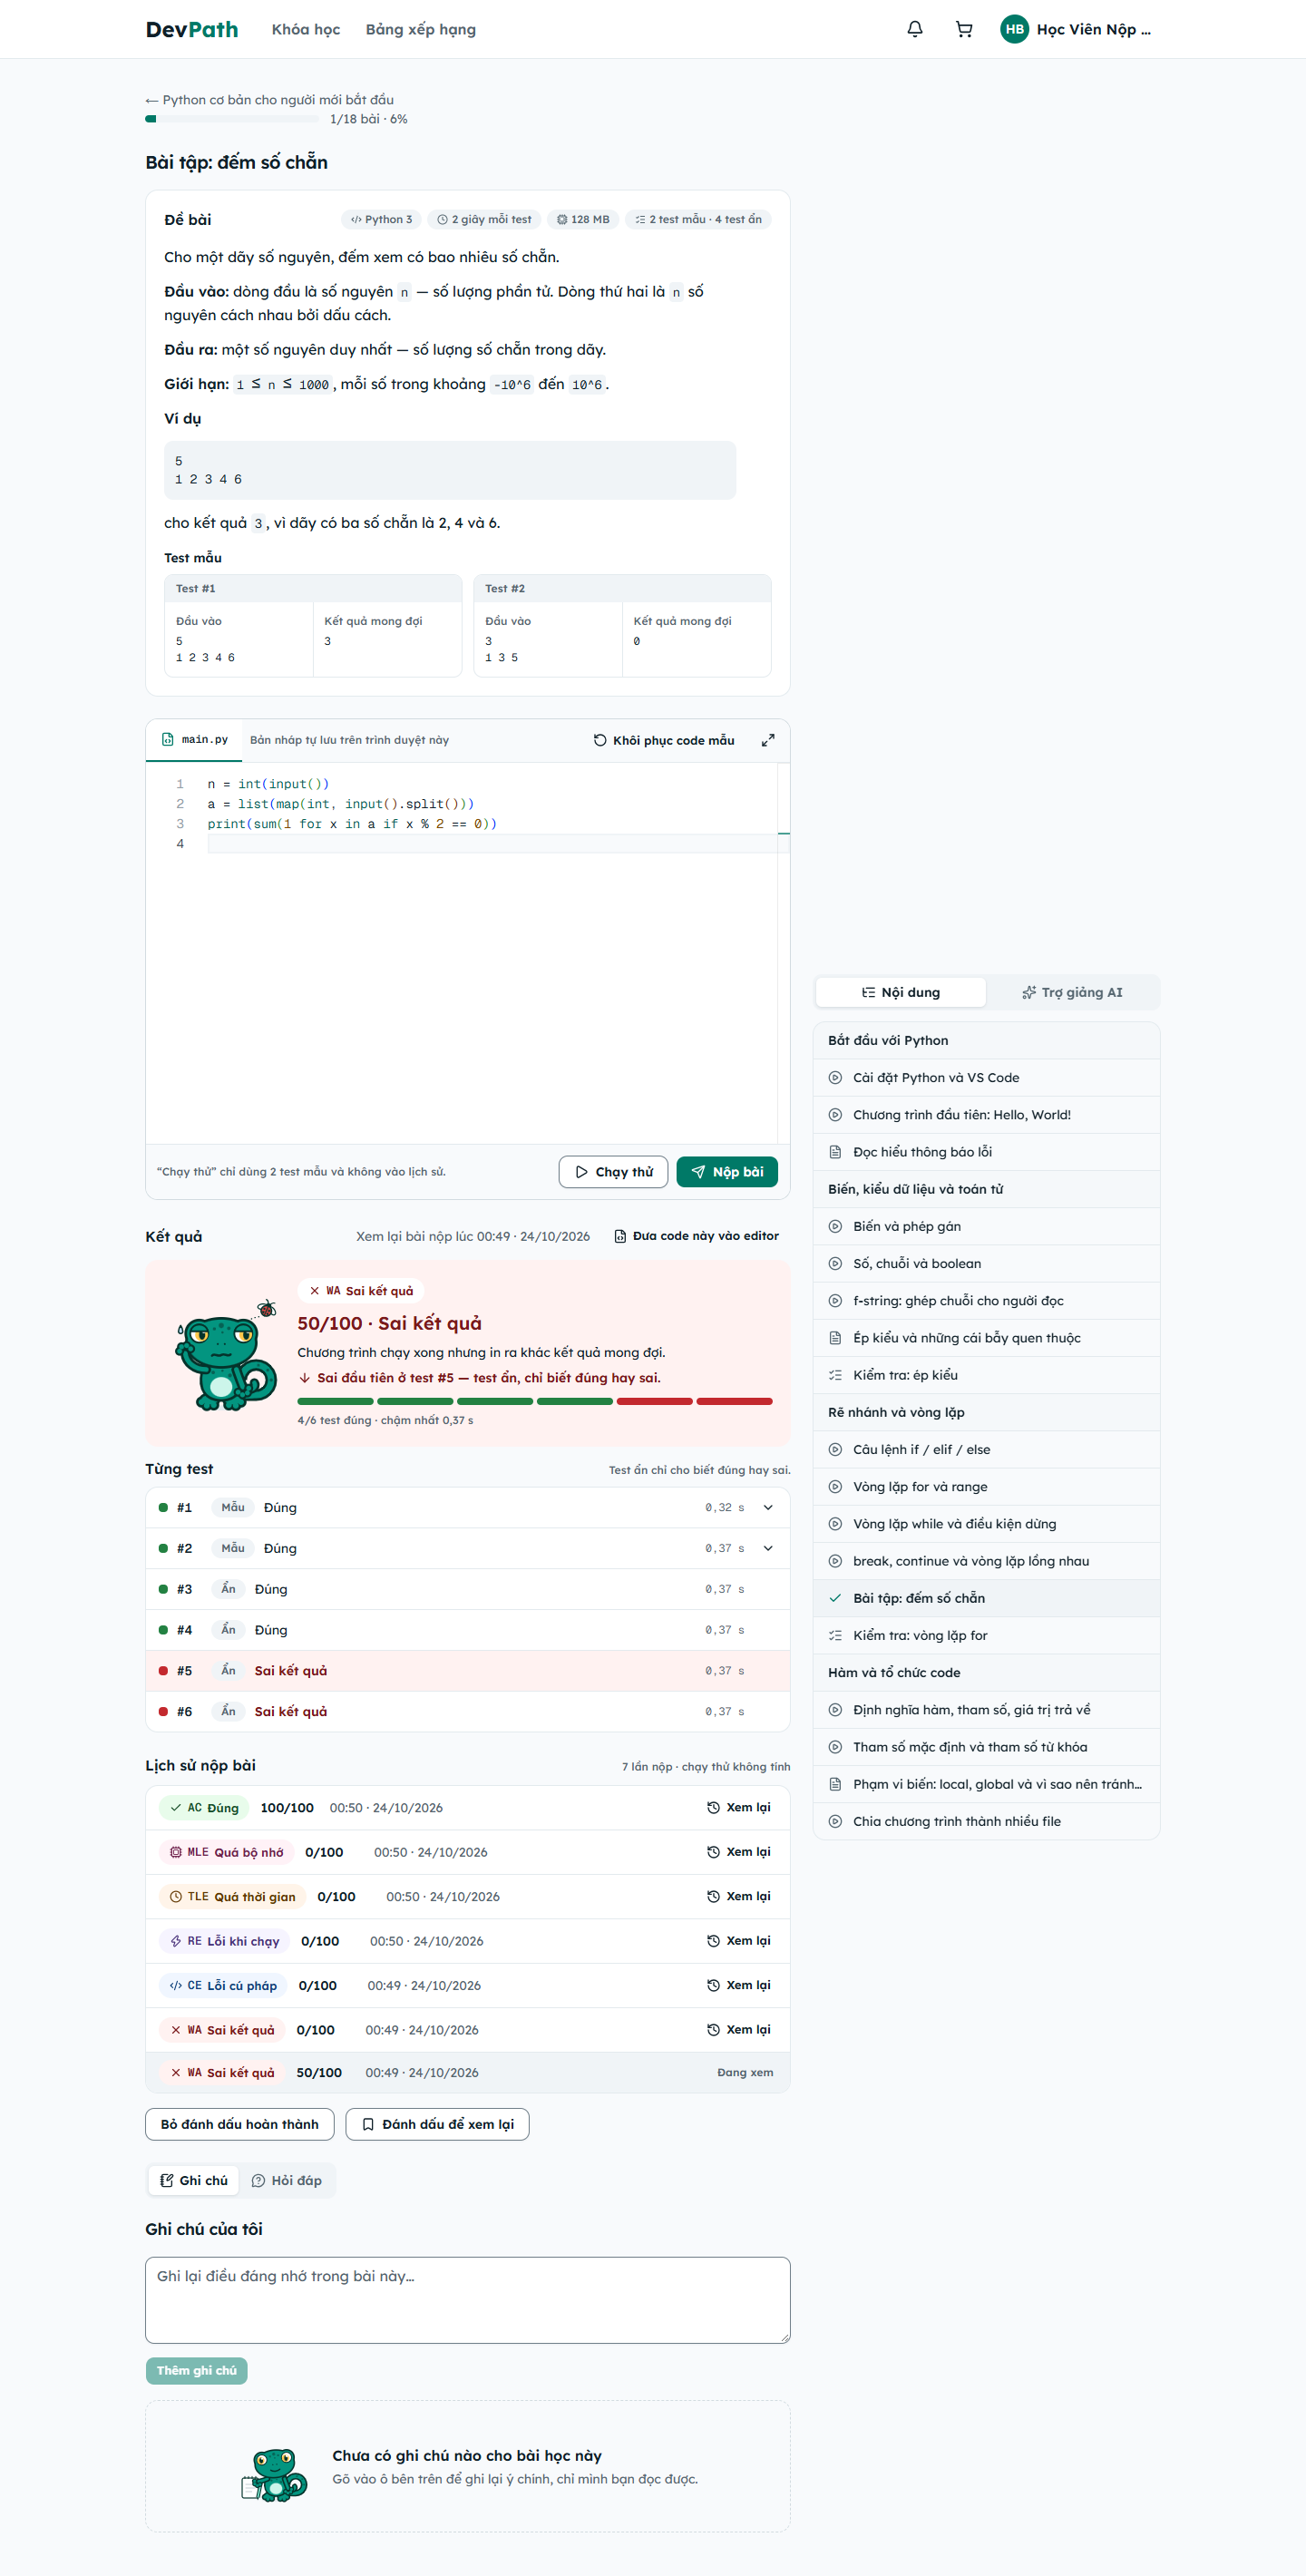 DevPath
Khóa học
Bảng xếp hạng
HB
Học Viên Nộp ...
← Python cơ bản cho người mới bắt đầu
1/18 bài · 6%
Bài tập: đếm số chẵn
Đề bài
Python 3
2 giây mỗi test
128 MB
2 test mẫu · 4 test ẩn
Cho một dãy số nguyên, đếm xem có bao nhiêu số chẵn.
Đầu vào: dòng đầu là số nguyên n — số lượng phần tử. Dòng thứ hai là n số
nguyên cách nhau bởi dấu cách.
Đầu ra: một số nguyên duy nhất — số lượng số chẵn trong dãy.
Giới hạn: 1 ≤ n ≤ 1000, mỗi số trong khoảng -10^6 đến 10^6.
Ví dụ
5
1 2 3 4 6
cho kết quả 3, vì dãy có ba số chẵn là 2, 4 và 6.
Test mẫu
Test #1
Đầu vào
5
1 2 3 4 6
Kết quả mong đợi
3
Test #2
Đầu vào
3
1 3 5
Kết quả mong đợi
0
main.py
Bản nháp tự lưu trên trình duyệt này
Khôi phục code mẫu
1 n = int(input())
2 a = list(map(int, input().split()))
3 print(sum(1 for x in a if x % 2 == 0))
4
“Chạy thử” chỉ dùng 2 test mẫu và không vào lịch sử.
Chạy thử
Nộp bài
Kết quả
Xem lại bài nộp lúc 00:49 · 24/10/2026
Đưa code này vào editor
WA Sai kết quả
50/100 · Sai kết quả
Chương trình chạy xong nhưng in ra khác kết quả mong đợi.
↓ Sai đầu tiên ở test #5 — test ẩn, chỉ biết đúng hay sai.
4/6 test đúng · chậm nhất 0,37 s
Từng test
Test ẩn chỉ cho biết đúng hay sai.
#1 Mẫu Đúng 0,32 s
#2 Mẫu Đúng 0,37 s
#3 Ẩn Đúng 0,37 s
#4 Ẩn Đúng 0,37 s
#5 Ẩn Sai kết quả 0,37 s
#6 Ẩn Sai kết quả 0,37 s
Lịch sử nộp bài
7 lần nộp · chạy thử không tính
AC Đúng 100/100 00:50 · 24/10/2026 Xem lại
MLE Quá bộ nhớ 0/100 00:50 · 24/10/2026 Xem lại
TLE Quá thời gian 0/100 00:50 · 24/10/2026 Xem lại
RE Lỗi khi chạy 0/100 00:50 · 24/10/2026 Xem lại
CE Lỗi cú pháp 0/100 00:49 · 24/10/2026 Xem lại
WA Sai kết quả 0/100 00:49 · 24/10/2026 Xem lại
WA Sai kết quả 50/100 00:49 · 24/10/2026 Đang xem
Bỏ đánh dấu hoàn thành
Đánh dấu để xem lại
Ghi chú
Hỏi đáp
Ghi chú của tôi
Ghi lại điều đáng nhớ trong bài này...
Thêm ghi chú
Chưa có ghi chú nào cho bài học này
Gõ vào ô bên trên để ghi lại ý chính, chỉ mình bạn đọc được.
Nội dung
Trợ giảng AI
Bắt đầu với Python
Cài đặt Python và VS Code
Chương trình đầu tiên: Hello, World!
Đọc hiểu thông báo lỗi
Biến, kiểu dữ liệu và toán tử
Biến và phép gán
Số, chuỗi và boolean
f-string: ghép chuỗi cho người đọc
Ép kiểu và những cái bẫy quen thuộc
Kiểm tra: ép kiểu
Rẽ nhánh và vòng lặp
Câu lệnh if / elif / else
Vòng lặp for và range
Vòng lặp while và điều kiện dừng
break, continue và vòng lặp lồng nhau
Bài tập: đếm số chẵn
Kiểm tra: vòng lặp for
Hàm và tổ chức code
Định nghĩa hàm, tham số, giá trị trả về
Tham số mặc định và tham số từ khóa
Phạm vi biến: local, global và vì sao nên tránh...
Chia chương trình thành nhiều file